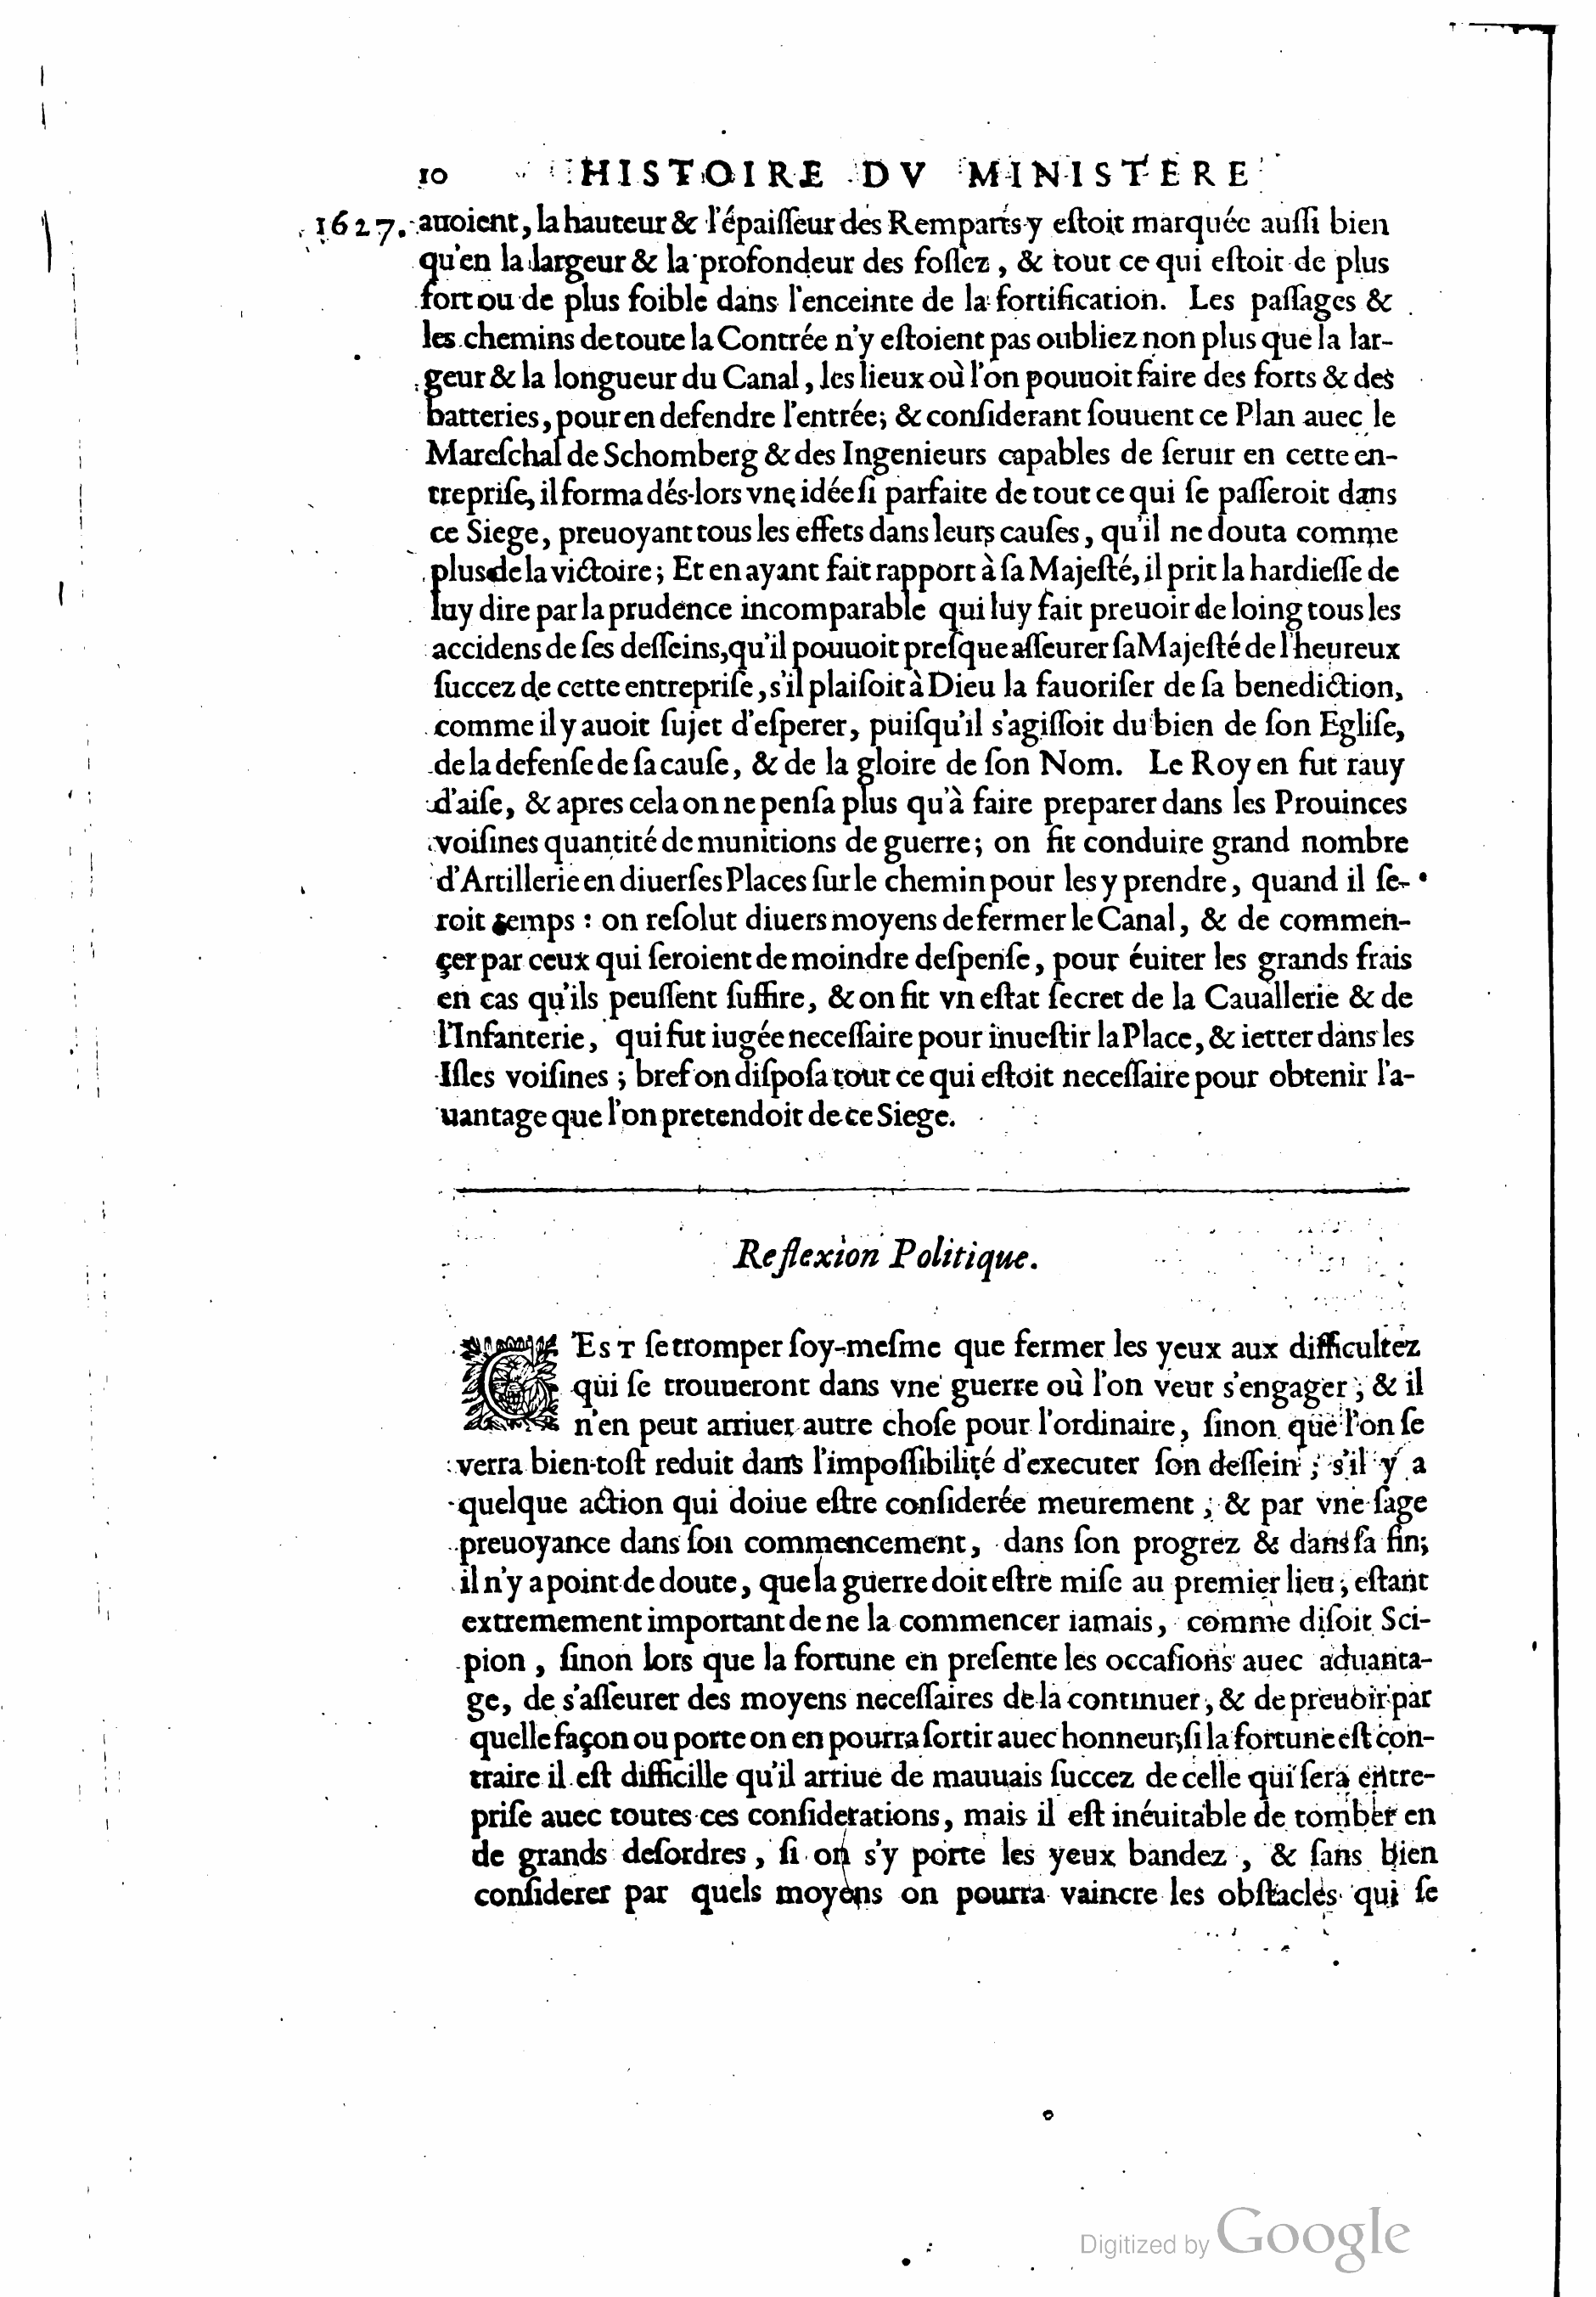 10 HISTOIRE DV MINISTERE
1627. auoient, la hauteur & l'épaiſſeur des Remparts y eſtoit marquée auſſi bien
qu'en la largeur & la profondeur des foſſez, & tout ce qui eſtoit de plus
fort ou de plus foible dans l'enceinte de la fortification. Les paſſages &
les chemins de toute la Contrée n'y eſtoient pas oubliez non plus que la lar-
geur & la longueur du Canal, les lieux où l'on pouuoit faire des forts & des
batteries, pour en defendre l'entrée; & conſiderant ſouuent ce Plan auec le
Mareſchal de Schomberg & des Ingenieurs capables de ſeruir en cette en-
trepriſe, il forma dés-lors vne idée ſi parfaite de tout ce qui ſe paſſeroit dans
ce Siege, preuoyant tous les effets dans leurs cauſes, qu'il ne douta comme
plus de la victoire; Et en ayant fait rapport à ſa Majeſté, il prit la hardieſſe de
luy dire par la prudence incomparable qui luy fait preuoir de loing tous les
accidens de ſes deſſeins, qu'il pouuoit preſque aſſeurer ſa Majeſté de l'heureux
ſuccez de cette entrepriſe, s'il plaiſoit à Dieu la fauoriſer de ſa benediction,
comme il y auoit ſujet d'eſperer, puiſqu'il s'agiſſoit du bien de ſon Egliſe,
de la defenſe de ſa cauſe, & de la gloire de ſon Nom. Le Roy en fut rauy
d'aiſe, & apres cela on ne penſa plus qu'à faire preparer dans les Prouinces
voiſines quantité de munitions de guerre; on fit conduire grand nombre
d'Artillerie en diuerſes Places ſur le chemin pour les y prendre, quand il ſe-
roit temps : on reſolut diuers moyens de fermer le Canal, & de commen-
çer par ceux qui ſeroient de moindre deſpenſe, pour éuiter les grands frais
en cas qu'ils peuſſent ſuffire, & on fit vn eſtat ſecret de la Cauallerie & de
l'Infanterie, qui fut iugée neceſſaire pour inueſtir la Place, & ietter dans les
Iſles voiſines ; bref on diſpoſa tout ce qui eſtoit neceſſaire pour obtenir l'a-
uantage que l'on pretendoit de ce Siege.
Reflexion Politique.
C'EST ſe tromper ſoy-meſme que fermer les yeux aux difficultez
qui ſe trouueront dans vne guerre où l'on veut s'engager ; & il
n'en peut arriuer autre choſe pour l'ordinaire, ſinon que l'on ſe
verra bien-toſt reduit dans l'impoſſibilité d'executer ſon deſſein ; s'il y a
quelque action qui doiue eſtre conſiderée meurement ; & par vne ſage
preuoyance dans ſon commencement, dans ſon progrez & dans ſa fin;
il n'y a point de doute, que la guerre doit eſtre miſe au premier lieu ; eſtant
extremement important de ne la commencer iamais, comme diſoit Sci-
pion , ſinon lors que la fortune en preſente les occaſions auec aduanta-
ge, de s'aſſeurer des moyens neceſſaires de la continuer, & de preuoir par
quelle façon ou porte on en pourra ſortir auec honneur, ſi la fortune eſt con-
traire il eſt difficille qu'il arriue de mauuais ſuccez de celle qui ſera entre-
priſe auec toutes ces conſiderations, mais il eſt inéuitable de tomber en
de grands deſordres, ſi on s'y porte les yeux bandez , & ſans bien
conſiderer par quels moyens on pourra vaincre les obſtacles qui ſe
Digitized by Google